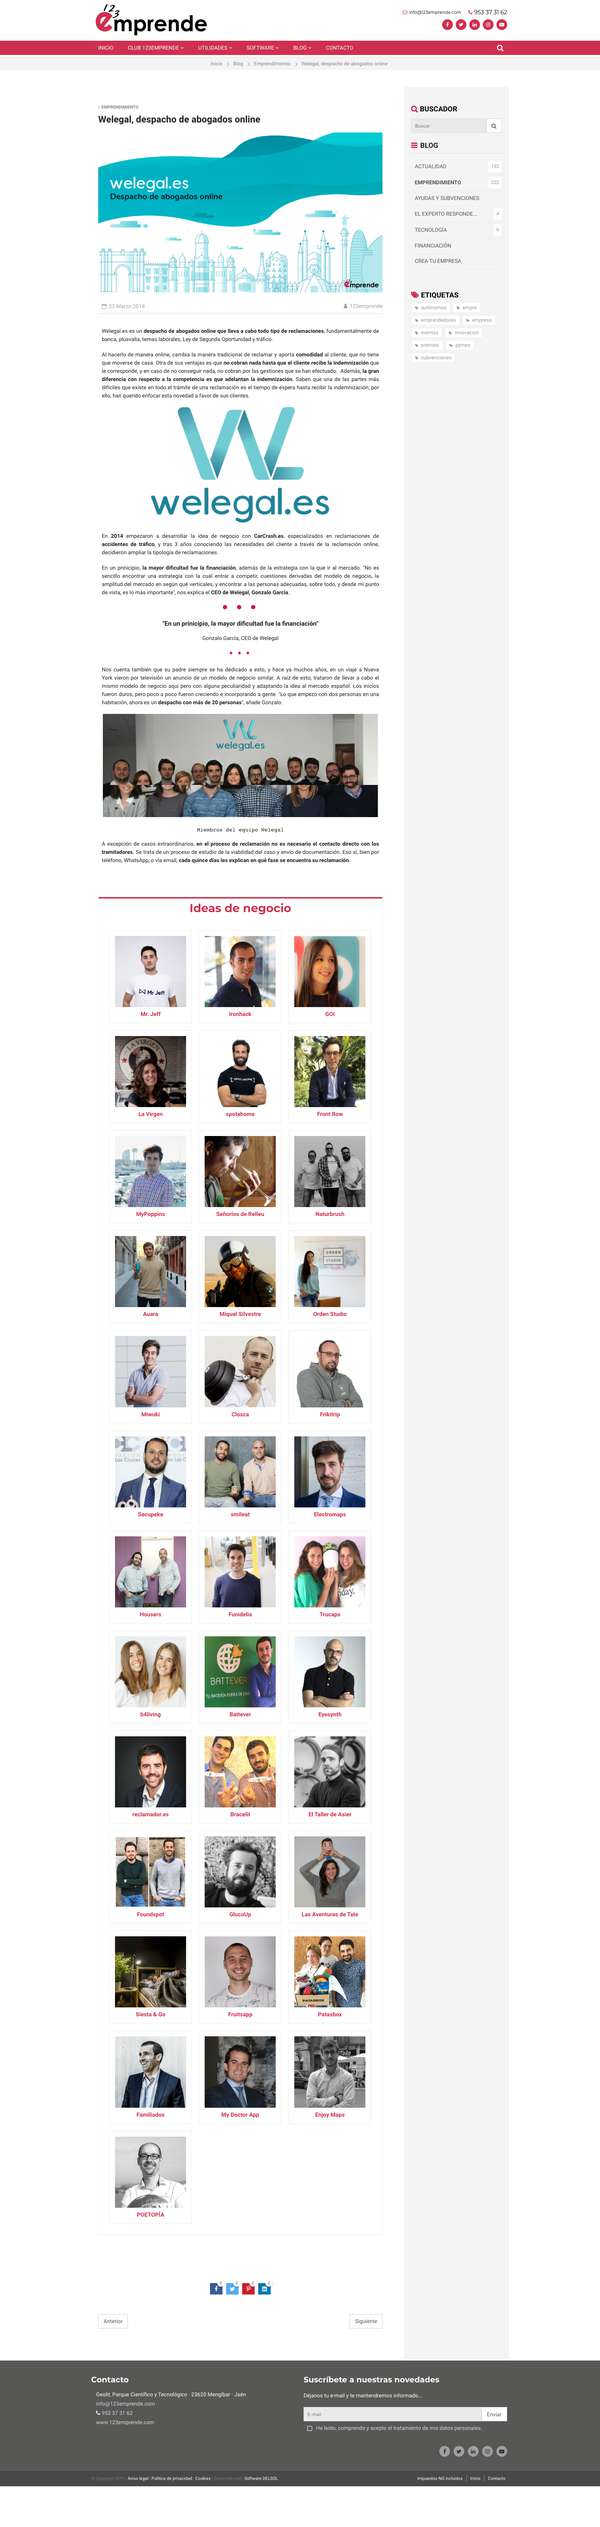 123
emprende
info@123emprende.com
953 37 31 62
INICIO
CLUB 123EMPRENDE
UTILIDADES
SOFTWARE
BLOG
CONTACTO
Inicio
Blog
Emprendimiento
Welegal, despacho de abogados online
EMPRENDIMIENTO
Welegal, despacho de abogados online
welegal.es
Despacho de abogados online
emprende
23 Marzo 2018
123emprende
Welegal.es es un despacho de abogados online que lleva a cabo todo tipo de reclamaciones, fundamentalmente de
banca, plusvalía, temas laborales, Ley de Segunda Oportunidad y tráfico.
Al hacerlo de manera online, cambia la manera tradicional de reclamar y aporta comodidad al cliente, que no tiene
que moverse de casa. Otra de sus ventajas es que no cobran nada hasta que el cliente recibe la indemnización que
le corresponde, y en caso de no conseguir nada, no cobran por las gestiones que se han efectuado. Además, la gran
diferencia con respecto a la competencia es que adelantan la indemnización. Saben que una de las partes más
difíciles que existe en todo el trámite de una reclamación es el tiempo de espera hasta recibir la indemnización, por
ello, han querido enfocar esta novedad a favor de sus clientes.
welegal.es
En 2014 empezaron a desarrollar la idea de negocio con CarCrash.es, especializados en reclamaciones de
accidentes de tráfico, y tras 3 años conociendo las necesidades del cliente a través de la reclamación online,
decidieron ampliar la tipología de reclamaciones.
En un prinicipio, la mayor dificultad fue la financiación, además de la estrategia con la que ir al mercado. "No es
sencillo encontrar una estrategia con la cual entrar a competir, cuestiones derivadas del modelo de negocio, la
amplitud del mercado en según qué verticales, y encontrar a las personas adecuadas, sobre todo, y desde mi punto
de vista, es lo más importante", nos explica el CEO de Welegal, Gonzalo García.
"En un prinicipio, la mayor dificultad fue la financiación"
Gonzalo García, CEO de Welegal
Nos cuenta también que su padre siempre se ha dedicado a esto, y hace ya muchos años, en un viaje a Nueva
York vieron por televisión un anuncio de un modelo de negocio similar. A raíz de esto, trataron de llevar a cabo el
mismo modelo de negocio aquí pero con alguna peculiaridad y adaptando la idea al mercado español. Los inicios
fueron duros, pero poco a poco fueron creciendo e incorporando a gente. "Lo que empezó con dos personas en una
habitación, ahora es un despacho con más de 20 personas", añade Gonzalo.
welegal.es
Miembros del equipo Welegal
A excepción de casos extraordinarios, en el proceso de reclamación no es necesario el contacto directo con los
tramitadores. Se trata de un proceso de estudio de la viabilidad del caso y envío de documentación. Eso sí, bien por
teléfono, WhatsApp, o vía email, cada quince días les explican en qué fase se encuentra su reclamación.
Ideas de negocio
Mr Jeff
Mr. Jeff
Ironhack
GOI
LA VIRGEN
La Virgen
spotahome
Front Row
MyPoppins
Señoríos de Relleu
Naturbrush
Auara
Miquel Silvestre
ORDEN
STUDIO
Orden Studio
Mheuki
Closca
Frikitrip
Secupeke
smileat
Electromaps
Housers
Funidelia
Trocapo
b4living
BATTEVER
Battever
Eyesynth
reclamador.es
Bracelit
El Taller de Asier
Foundspot
GlucoUp
Las Aventuras de Tate
Siesta & Go
Fruitsapp
PATASBOX
Patasbox
Familiados
My Doctor App
Enjoy Maps
POETOPÍA
Anterior
Siguiente
BUSCADOR
Buscar
BLOG
ACTUALIDAD
EMPRENDIMIENTO
AYUDAS Y SUBVENCIONES
EL EXPERTO RESPONDE...
TECNOLOGÍA
FINANCIACIÓN
CREA TU EMPRESA
ETIQUETAS
autónomos
empre
emprendedores
empresa
eventos
innovación
premios
pymes
subvenciones
Contacto
Geolit, Parque Científico y Tecnológico · 23620 Mengíbar · Jaén
info@123emprende.com
953 37 31 62
www.123emprende.com
Suscríbete a nuestras novedades
Déjanos tu e-mail y te mantendremos informado...
E-mail
Enviar
He leído, comprendo y acepto el tratamiento de mis datos personales.
Aviso legal
Política de privacidad
Cookies
Software DELSOL
Impuestos NO incluidos
Inicio
Contacto